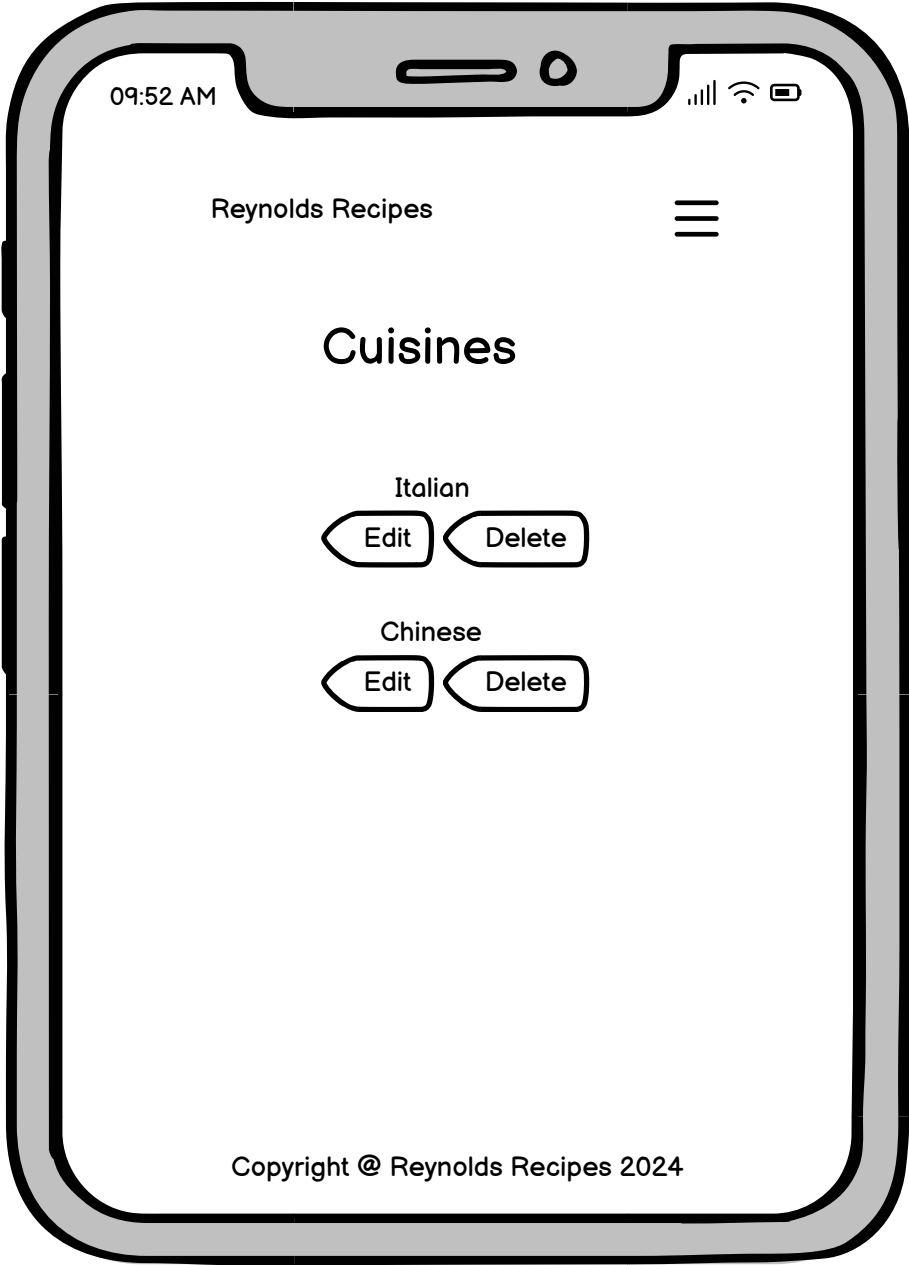 09:52 AM
Reynolds Recipes
Cuisines
Italian
Edit Delete
Chinese
Edit Delete
Copyright @ Reynolds Recipes 2024